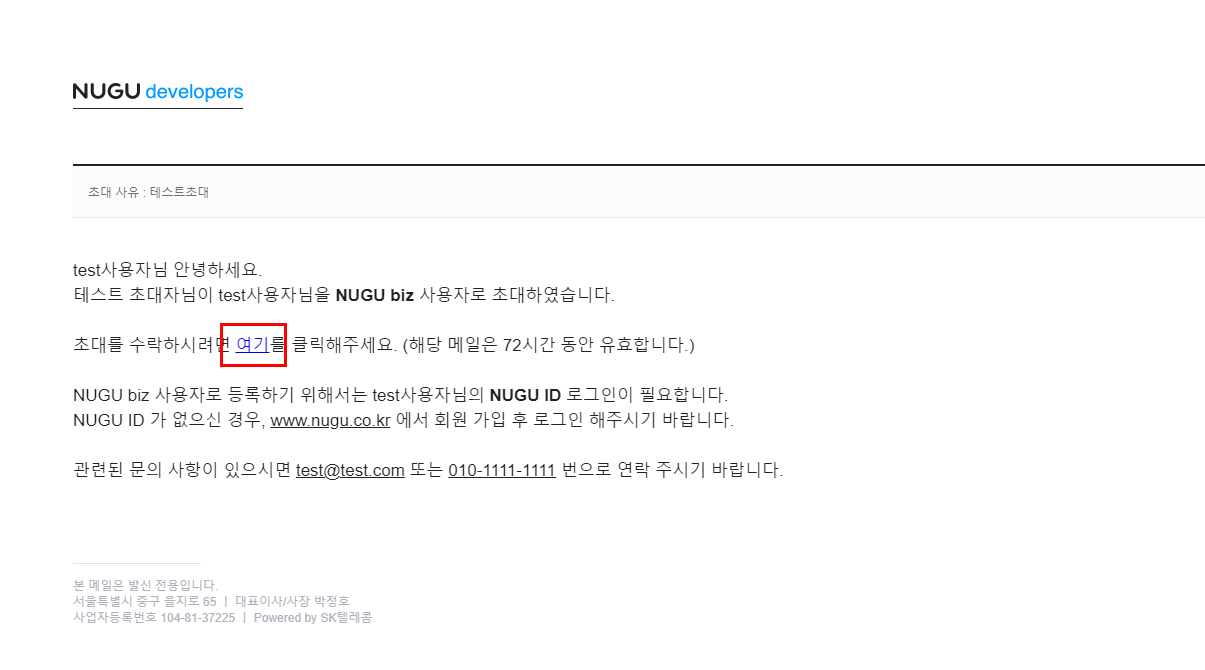 NUGU developers
초대 사유 : 테스트초대
test사용자님 안녕하세요.
테스트 초대자님이 test사용자님을 NUGU biz 사용자로 초대하였습니다.
초대를 수락하시려면 여기를 클릭해주세요. (해당 메일은 72시간 동안 유효합니다.)
NUGU biz 사용자로 등록하기 위해서는 test사용자님의 NUGU ID 로그인이 필요합니다.
NUGU ID 가 없으신 경우, www.nugu.co.kr 에서 회원 가입 후 로그인 해주시기 바랍니다.
관련된 문의 사항이 있으시면 test@test.com 또는 010-1111-1111 번으로 연락 주시기 바랍니다.
본 메일은 발신 전용입니다.
서울특별시 중구 을지로 65 | 대표이사/사장 박정호
사업자등록번호 104-81-37225 | Powered by SK텔레콤